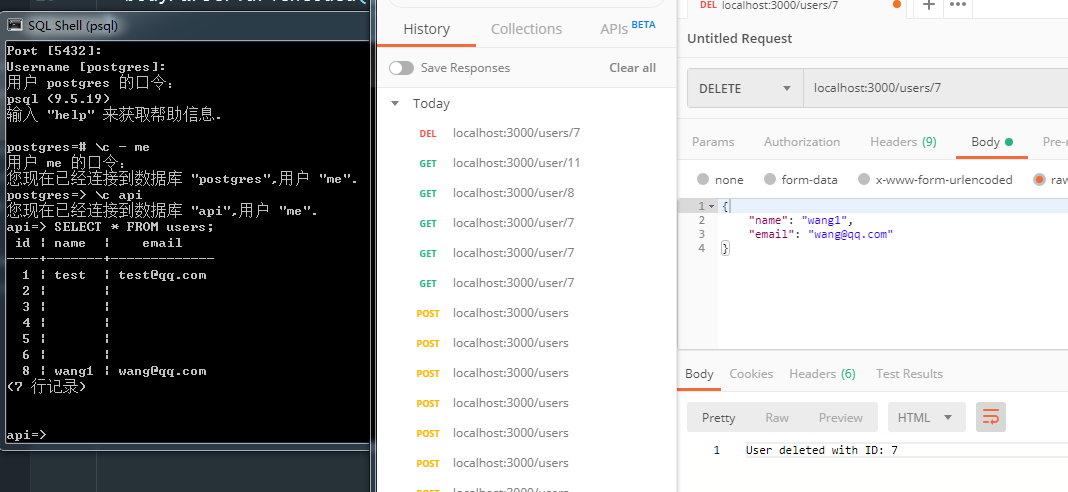 SQL Shell (psql)
Port [5432]:
Username [postgres]:
用户 postgres 的口令：
psql (9.5.19)
输入 "help" 来获取帮助信息.
postgres=# \c - me
用户 me 的口令：
您现在已经连接到数据库 "postgres",用户 "me".
postgres=> \c api
您现在已经连接到数据库 "api",用户 "me".
api=> SELECT * FROM users;
id | name | email
----+-------+-------------
1 | test | test@qq.com
2 | |
3 | |
4 | |
5 | |
6 | |
8 | wang1 | wang@qq.com
(7 行记录)
api=>
History Collections APIs BETA
Save Responses Clear all
Today
DEL localhost:3000/users/7
GET localhost:3000/user/11
GET localhost:3000/user/8
GET localhost:3000/user/7
GET localhost:3000/user/7
GET localhost:3000/user/7
POST localhost:3000/users
POST localhost:3000/users
POST localhost:3000/users
POST localhost:3000/users
POST localhost:3000/users
POST localhost:3000/users
POST localhost:3000/users
DEL localhost:3000/users/7 + •••
Untitled Request
DELETE localhost:3000/users/7
Params Authorization Headers (9) Body Pre-
none form-data x-www-form-urlencoded raw
1 {
2 "name": "wang1",
3 "email": "wang@qq.com"
4 }
Body Cookies Headers (6) Test Results
Pretty Raw Preview HTML
1 User deleted with ID: 7